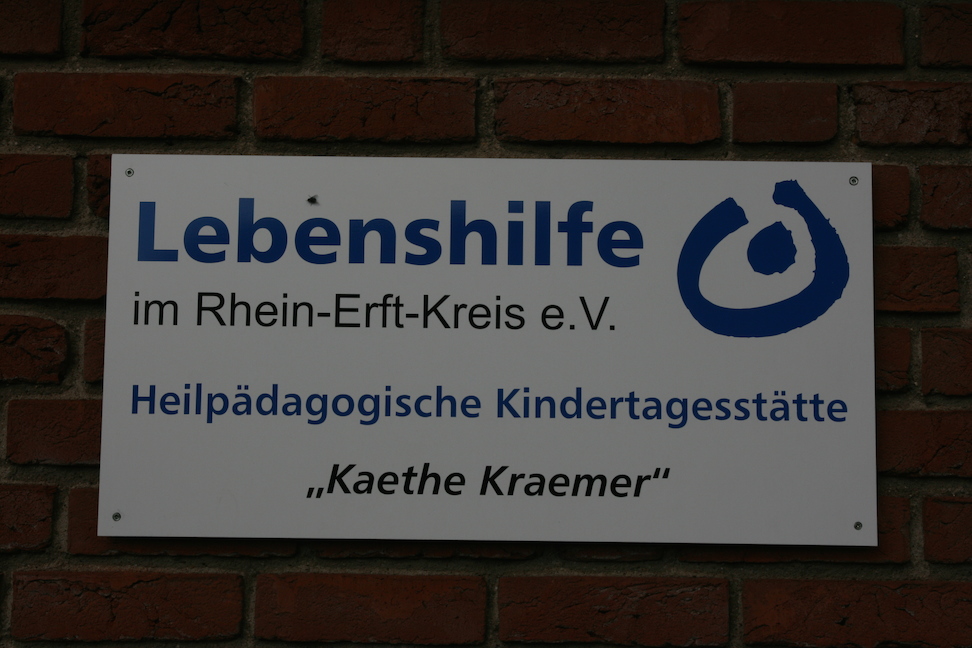 Lebenshilfe
im Rhein-Erft-Kreis e.V.
Heilpädagogische Kindertagesstätte
„Kaethe Kraemer“